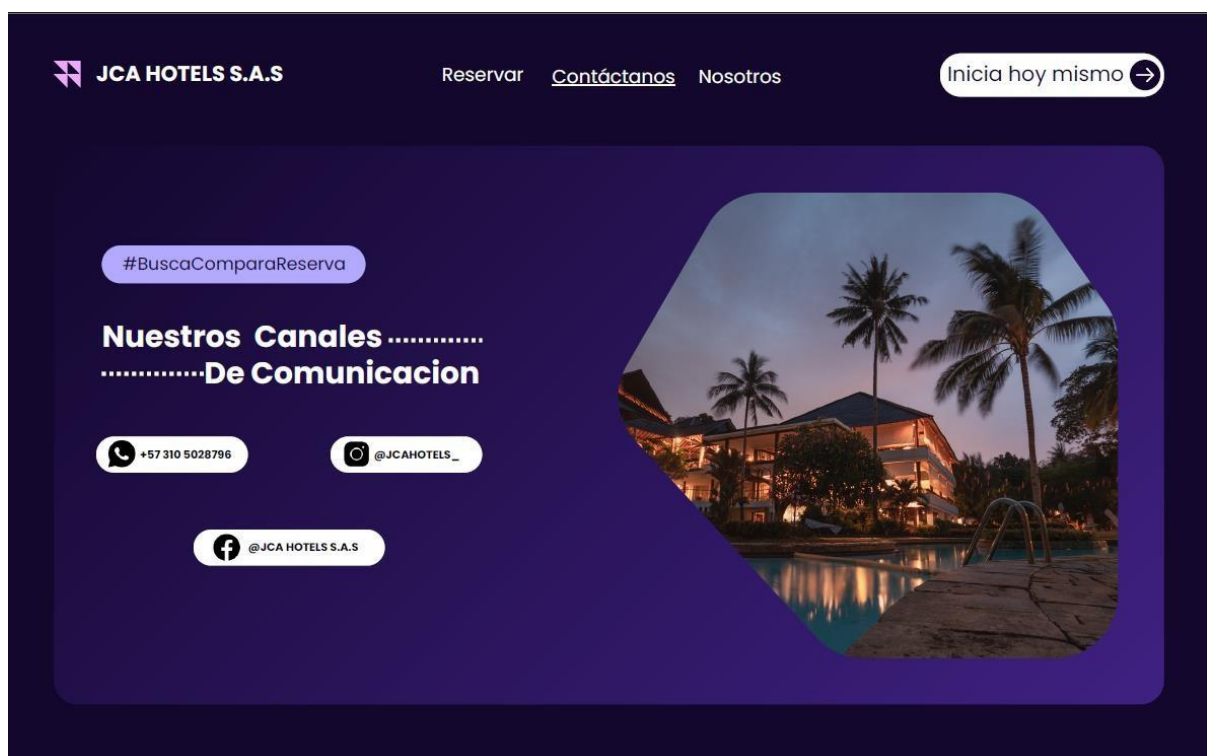 JCA HOTELS S.A.S
Reservar Contáctanos Nosotros
Inicia hoy mismo
#BuscaComparaReserva
Nuestros Canales .............
..............De Comunicacion
+57 310 5028796
@JCAHOTELS_
@JCA HOTELS S.A.S